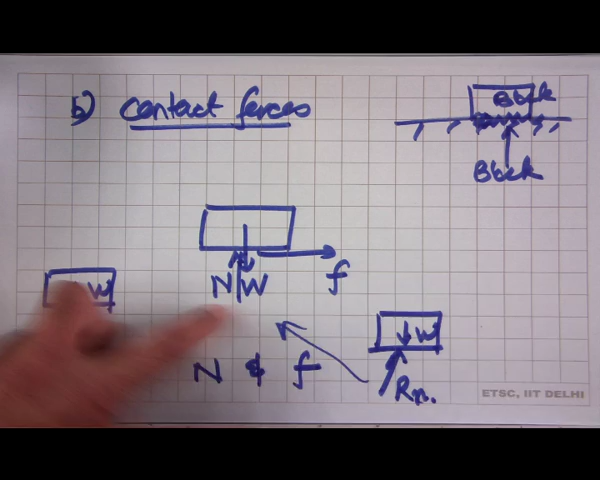 b) contact forces
Block
Block
N W
f
W
W
N & f
Rn.
ETSC, IIT DELHI